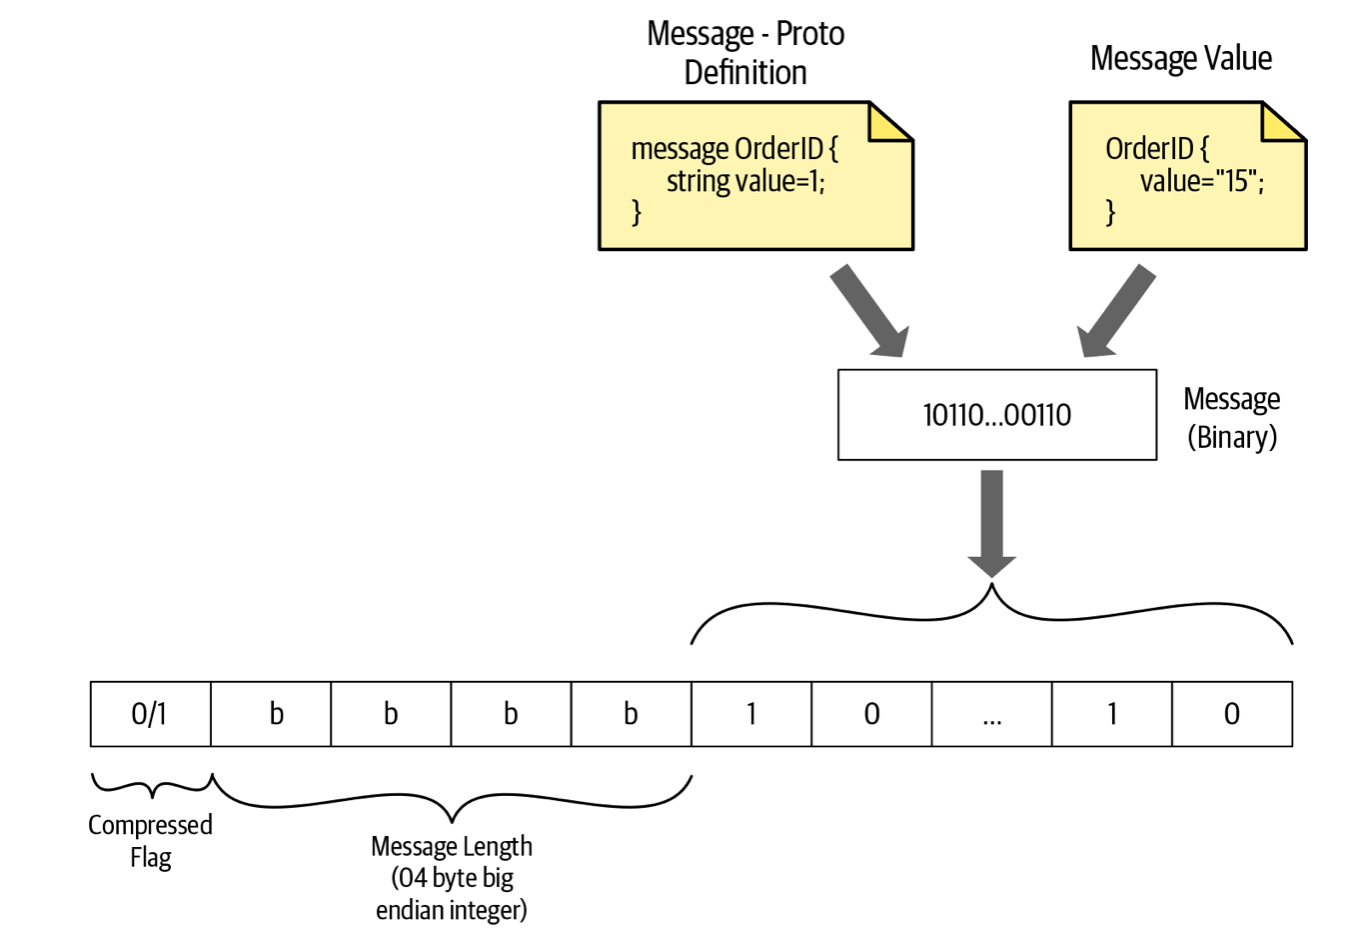 Message - Proto
Definition
Message Value
message OrderID {
string value=1;
}
OrderID {
value="15";
}
10110...00110
Message
(Binary)
0/1 b b b b 1 0 ... 1 0
Compressed
Flag
Message Length
(04 byte big
endian integer)